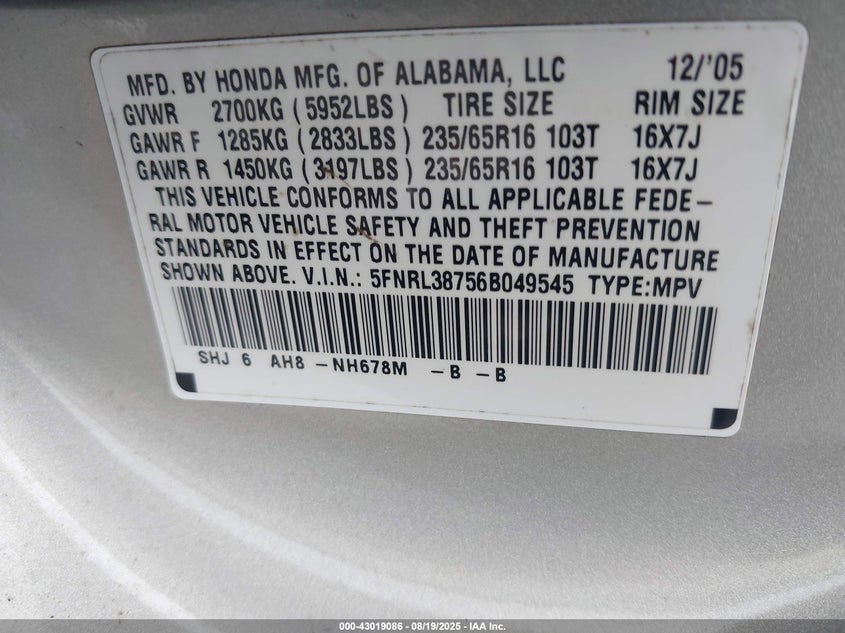 MFD. BY HONDA MFG. OF ALABAMA, LLC 12/'05
GVWR 2700KG (5952LBS) TIRE SIZE RIM SIZE
GAWR F 1285KG (2833LBS) 235/65R16 103T 16X7J
GAWR R 1450KG (3197LBS) 235/65R16 103T 16X7J
THIS VEHICLE CONFORMS TO ALL APPLICABLE FEDE-
RAL MOTOR VEHICLE SAFETY AND THEFT PREVENTION
STANDARDS IN EFFECT ON THE DATE OF MANUFACTURE
SHOWN ABOVE. V.I.N.: 5FNRL38756B049545 TYPE:MPV
SHJ 6 AH8 -NH678M -B -B
000-43019086 - 08/19/2025 - IAA Inc.